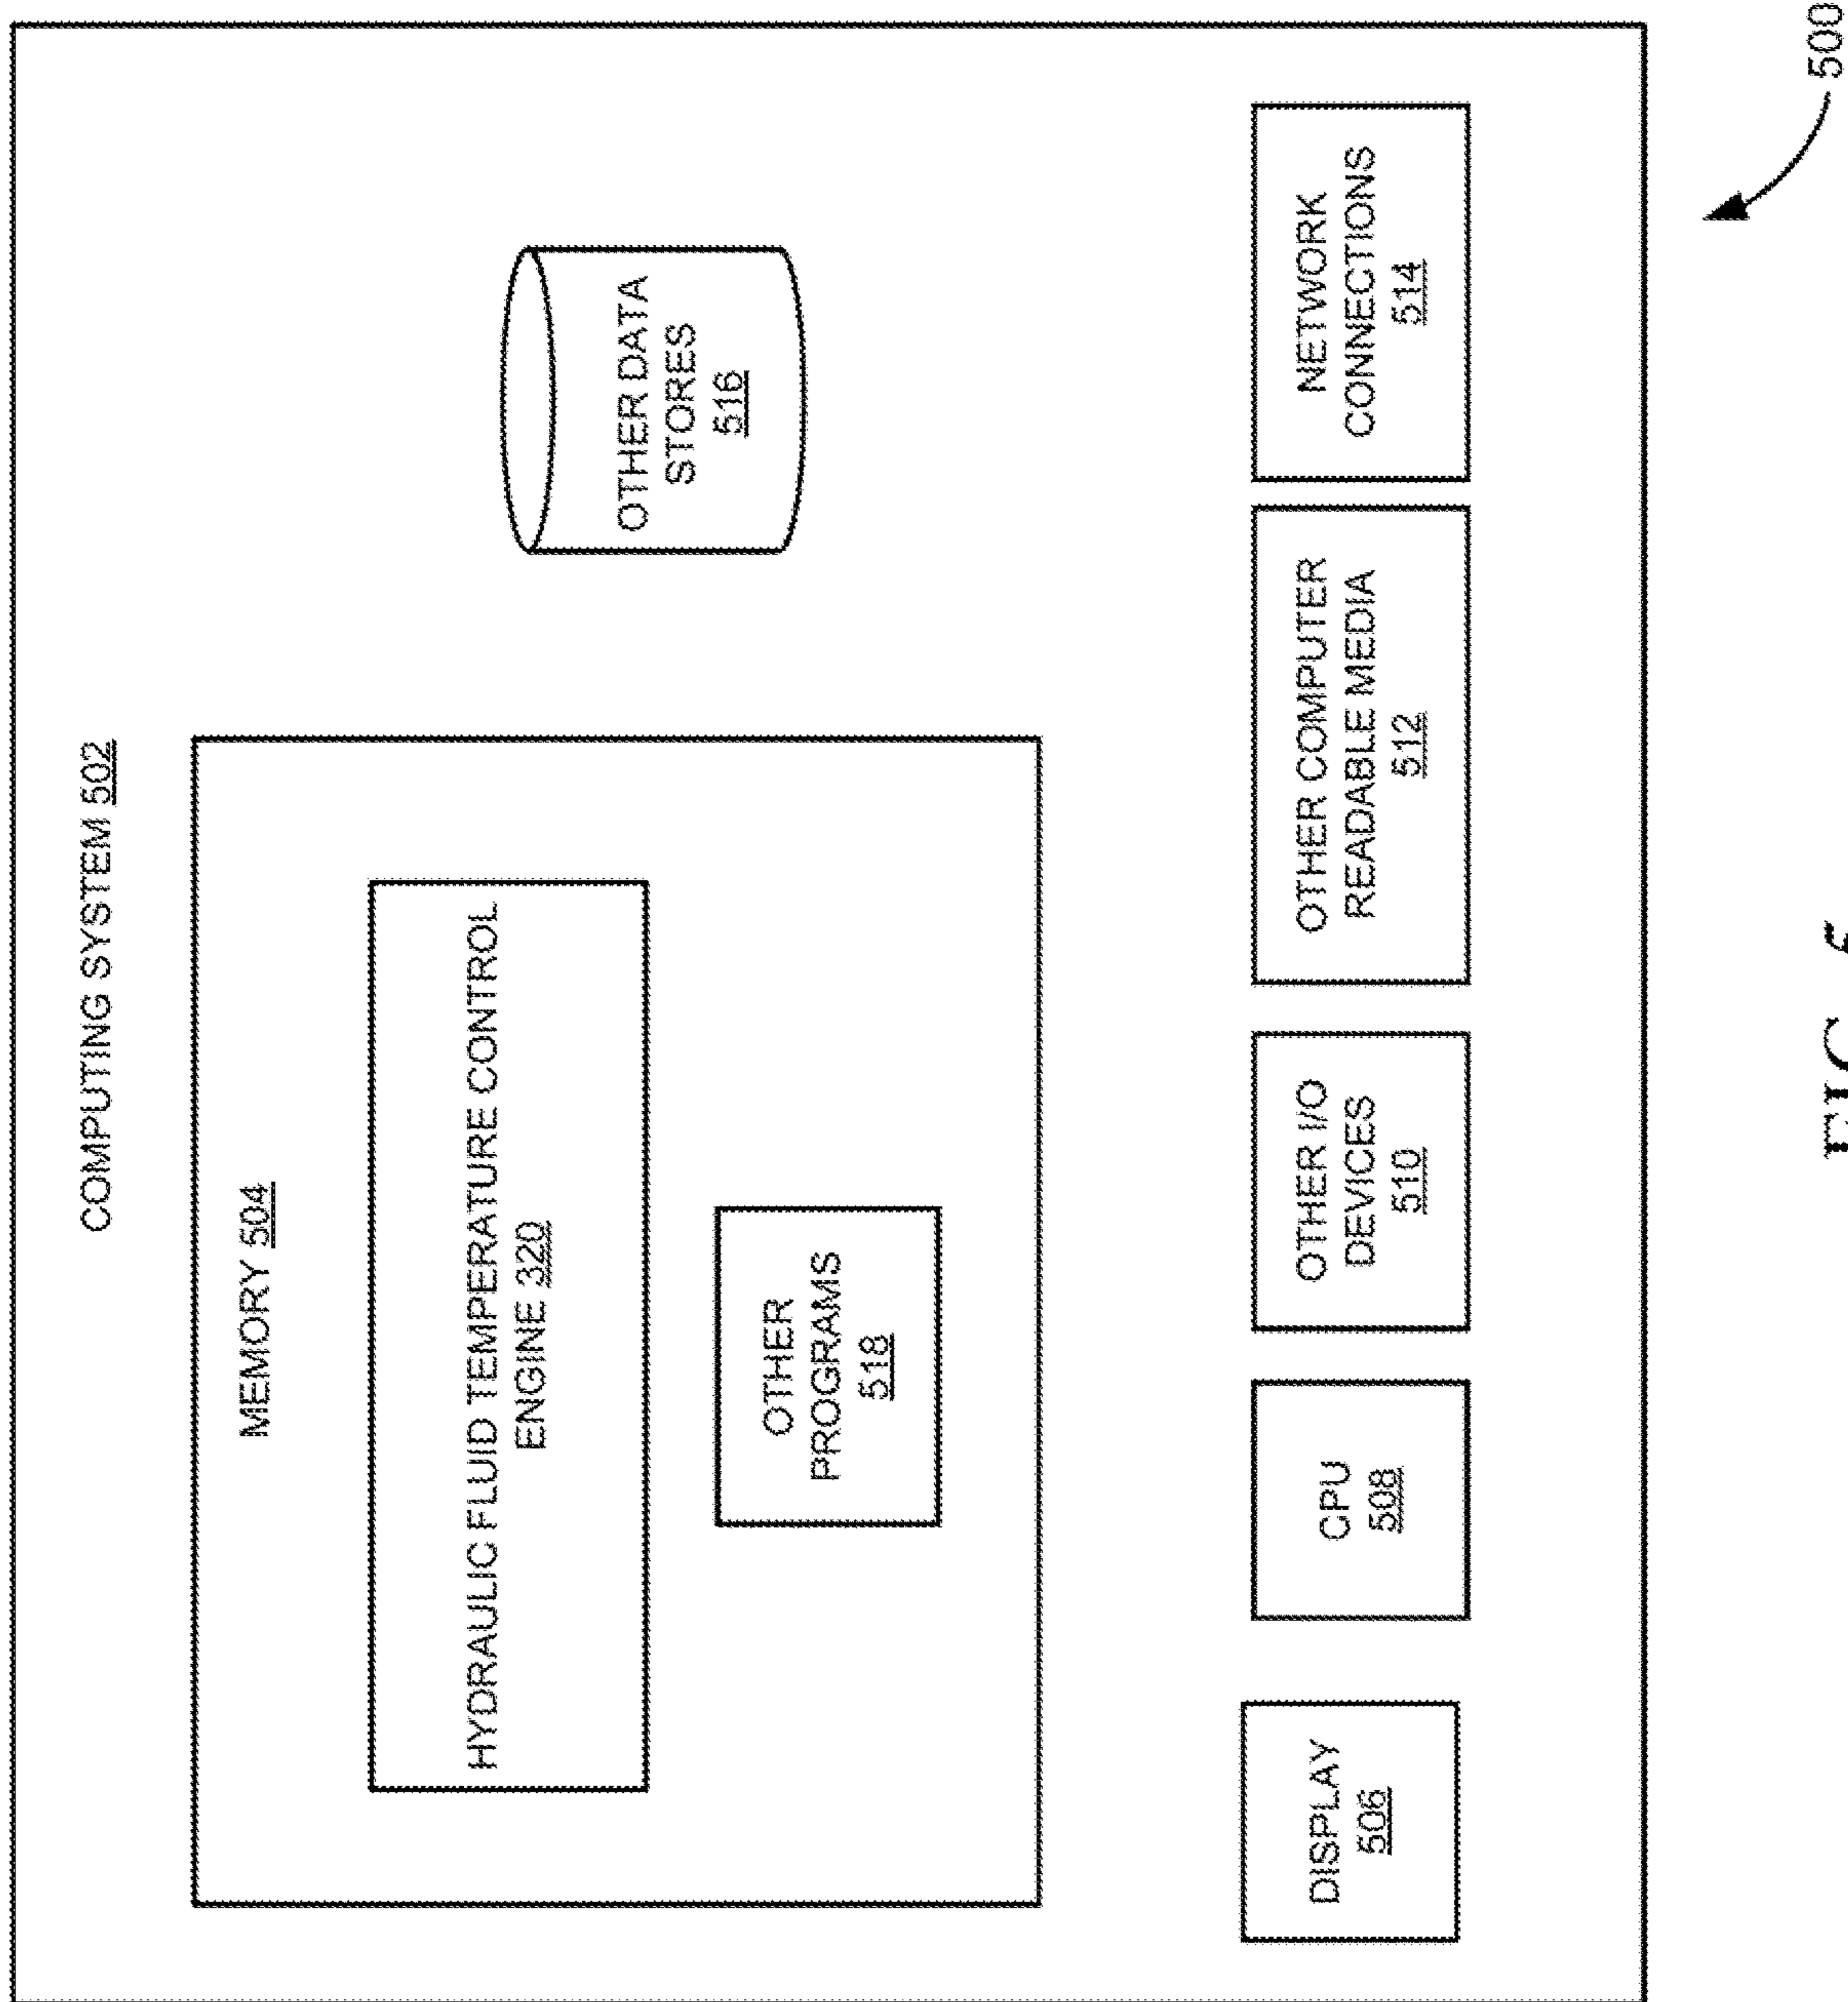 COMPUTING SYSTEM 502
MEMORY 504
HYDRAULIC FLUID TEMPERATURE CONTROL
ENGINE 320
OTHER
PROGRAMS
518
OTHER DATA
STORES
516
DISPLAY
506
CPU
508
OTHER I/O
DEVICES
510
OTHER COMPUTER
READABLE MEDIA
512
NETWORK
CONNECTIONS
514
500